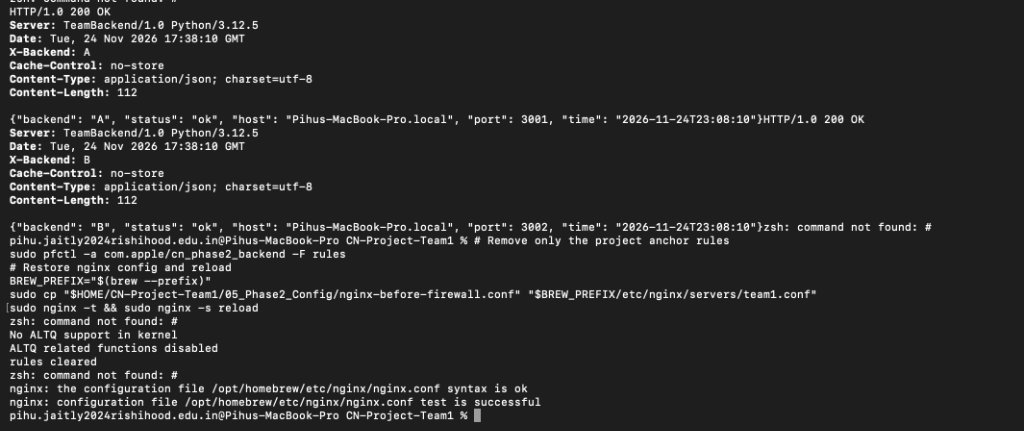 zsh: command not found: #
HTTP/1.0 200 OK
Server: TeamBackend/1.0 Python/3.12.5
Date: Tue, 24 Nov 2026 17:38:10 GMT
X-Backend: A
Cache-Control: no-store
Content-Type: application/json; charset=utf-8
Content-Length: 112

{"backend": "A", "status": "ok", "host": "Pihus-MacBook-Pro.local", "port": 3001, "time": "2026-11-24T23:08:10"}HTTP/1.0 200 OK
Server: TeamBackend/1.0 Python/3.12.5
Date: Tue, 24 Nov 2026 17:38:10 GMT
X-Backend: B
Cache-Control: no-store
Content-Type: application/json; charset=utf-8
Content-Length: 112

{"backend": "B", "status": "ok", "host": "Pihus-MacBook-Pro.local", "port": 3002, "time": "2026-11-24T23:08:10"}zsh: command not found: #
pihu.jaitly2024rishihood.edu.in@Pihus-MacBook-Pro CN-Project-Team1 % # Remove only the project anchor rules
sudo pfctl -a com.apple/cn_phase2_backend -F rules
# Restore nginx config and reload
BREW_PREFIX="$(brew --prefix)"
sudo cp "$HOME/CN-Project-Team1/05_Phase2_Config/nginx-before-firewall.conf" "$BREW_PREFIX/etc/nginx/servers/team1.conf"
sudo nginx -t && sudo nginx -s reload
zsh: command not found: #
No ALTQ support in kernel
ALTQ related functions disabled
rules cleared
zsh: command not found: #
nginx: the configuration file /opt/homebrew/etc/nginx/nginx.conf syntax is ok
nginx: configuration file /opt/homebrew/etc/nginx/nginx.conf test is successful
pihu.jaitly2024rishihood.edu.in@Pihus-MacBook-Pro CN-Project-Team1 %